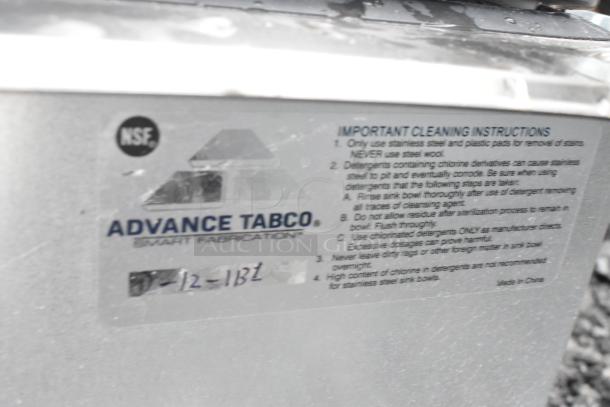 NSF
ADVANCE TABCO®
SMART FABRICATION
-12-1BL
IMPORTANT CLEANING INSTRUCTIONS
1. Only use stainless steel and plastic pads for removal of stains.
NEVER use steel wool.
2. Detergents containing chlorine derivatives can cause stainless
steel to pit and eventually corrode. Be sure when using
detergents that the following steps are taken:
A. Rinse sink bowl thoroughly after use of detergent removing
all traces of cleansing agent.
B. Do not allow residue after sterilization process to remain in
bowl. Flush throughly.
C. Use chlorinated detergents ONLY as manufacturer directs.
Excessive dosages can prove harmful.
3. Never leave dirty rags or other foreign matter in sink bowl
overnight.
4. High content of chlorine in detergents are not recommended
for stainless steel sink bowls.
Made in China